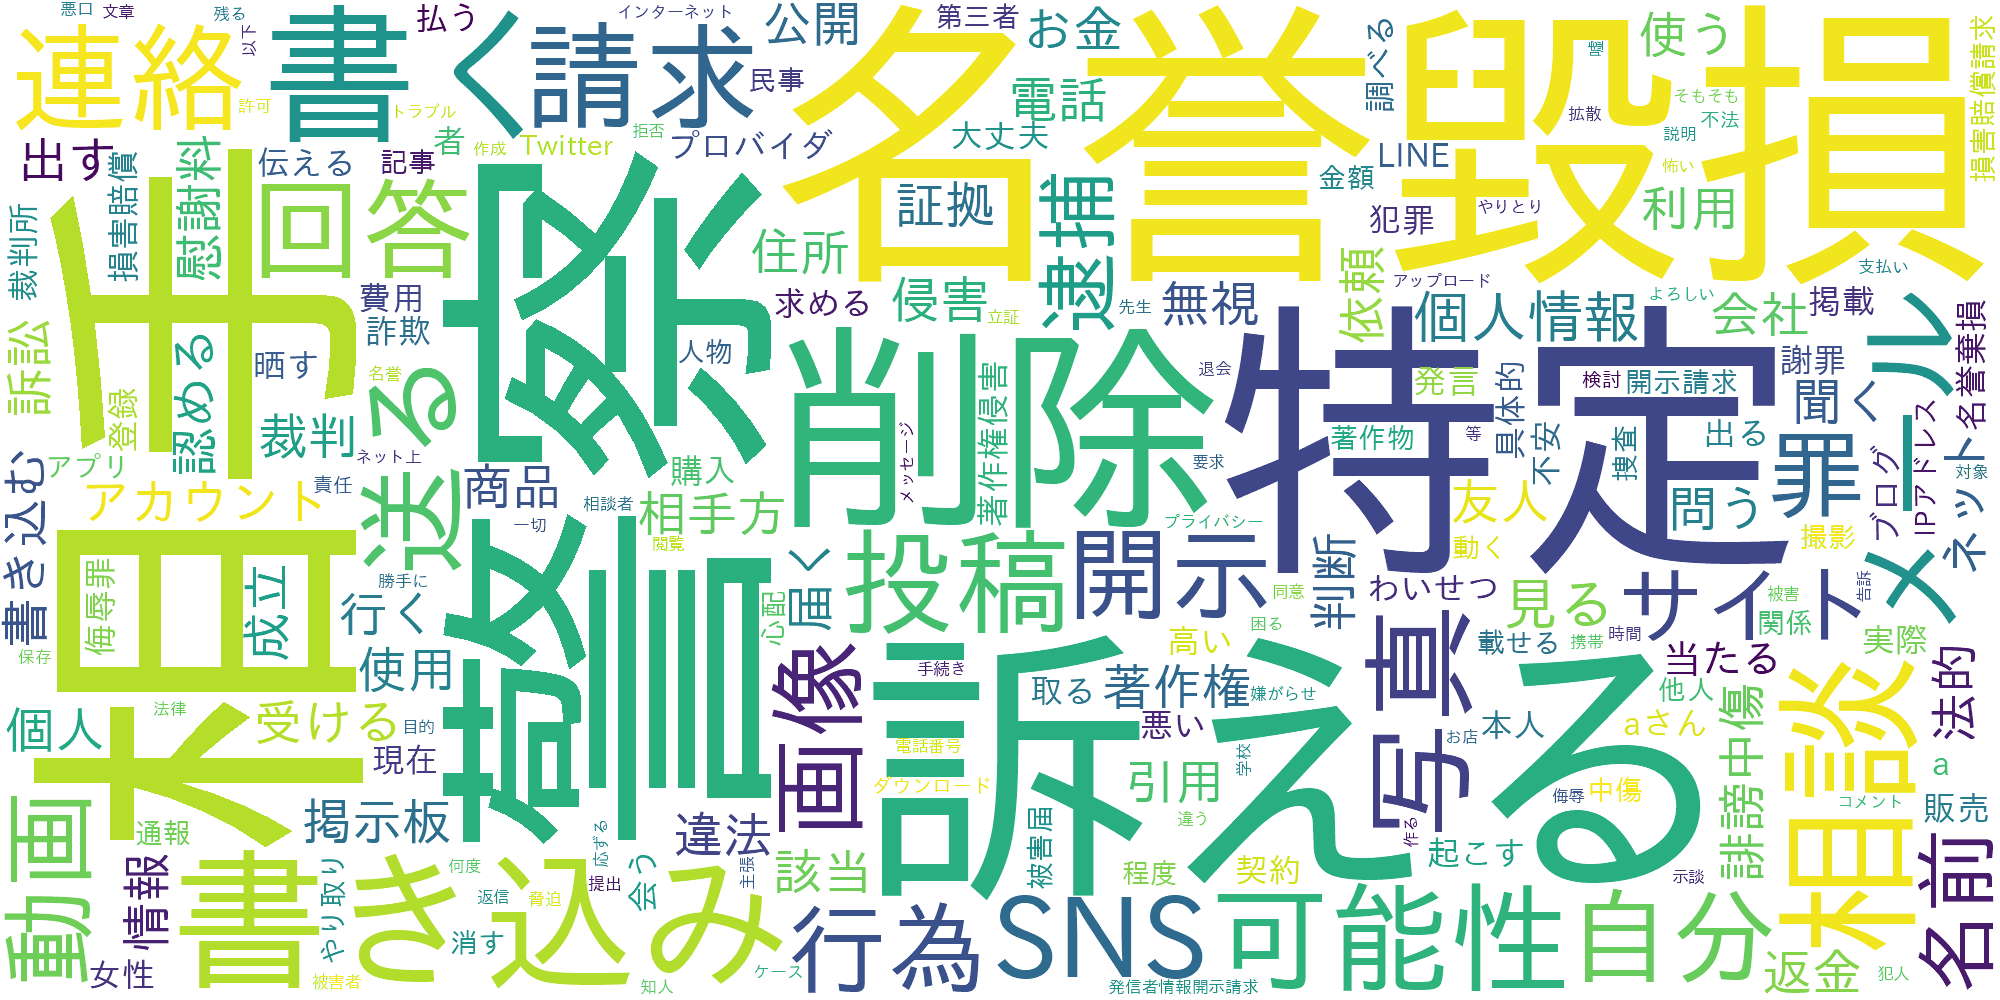 悪口
文章
残る
払う
インターネット
公開
第三者
お金
名誉毀損
使う
連絡
書く
請求
以下
民事
電話
調べる
許可
トラブル
そもそも
拡散
説明
不法
損害賠償請求
出す
伝える
記事
者
作成
Twitter
拒否
プロバイダ
大丈夫
LINE
金額
怖い
裁判所
損害賠償
慰謝料
回答
警察
住所
証拠
逮捕
犯罪
やりとり
利用
相手
費用
求める
侵害
先生
無視
依頼
アップロード
個人情報
よろしい
会社
支払い
掲載
メール
訴訟
晒す
詐欺
立証
人物
名誉
認める
登録
送る
削除
特定
退会
発言
検討
開示請求
謝罪
聞く
名誉棄損
裁判
アプリ
ネット上
責任
商品
購入
著作権侵害
メッセージ
要求
著作物
等
具体的
不安
出る
捜査
罪
ブログ
IPアドレス
ネット
対象
書き込む
アカウント
相談者
相手方
一切
プライバシー
友人
問う
侮辱罪
成立
勝手に
閲覧
投稿
開示
判断
動く
撮影
保存
行く
心配
届く
同意
わいせつ
見る
サイト
被害
告訴
使用
画像
手続き
高い
困る
写真
載せる
携帯
時間
関係
実際
個人
法律
受ける
目的
訴える
取る
著作権
嫌がらせ
当たる
他人
法的
現在
悪い
お店
本人
aさん
誹謗中傷
相談
動画
通報
掲示板
違法
電話番号
ダウンロード
引用
学校
侮辱
中傷
a
コメント
販売
情報
書き込み
やり取り
何度
応ずる
主張
該当
被害届
違う
程度
契約
作る
起こす
示談
名前
女性
被害者
消す
返信
脅迫
提出
会う
知人
ケース
行為
SNS
発信者情報開示請求
可能性
自分
返金
犯人